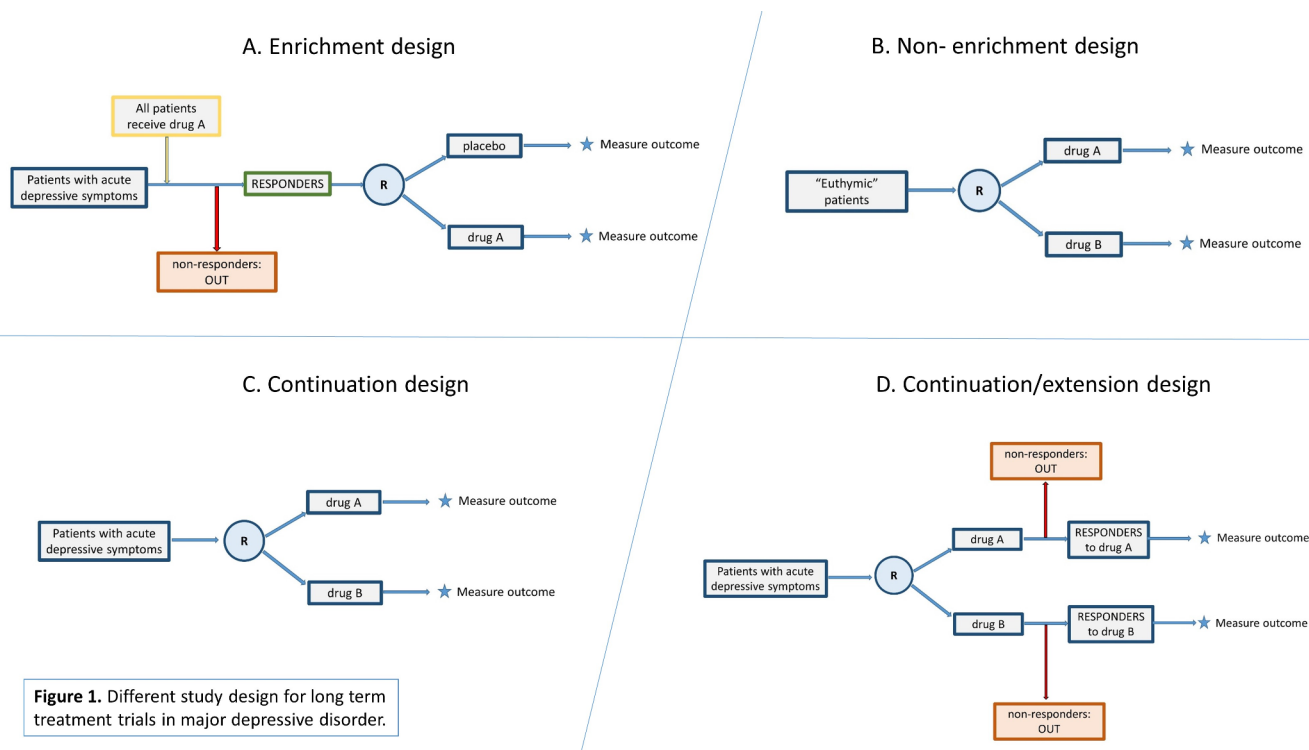 A. Enrichment design
All patients
receive drug A
Patients with acute
depressive symptoms
RESPONDERS
R
placebo
Measure outcome
drug A
Measure outcome
non-responders:
OUT
B. Non- enrichment design
"Euthymic"
patients
R
drug A
Measure outcome
drug B
Measure outcome
C. Continuation design
Patients with acute
depressive symptoms
R
drug A
Measure outcome
drug B
Measure outcome
D. Continuation/extension design
non-responders:
OUT
Patients with acute
depressive symptoms
R
drug A
RESPONDERS
to drug A
Measure outcome
drug B
RESPONDERS
to drug B
Measure outcome
non-responders:
OUT
Figure 1. Different study design for long term
treatment trials in major depressive disorder.